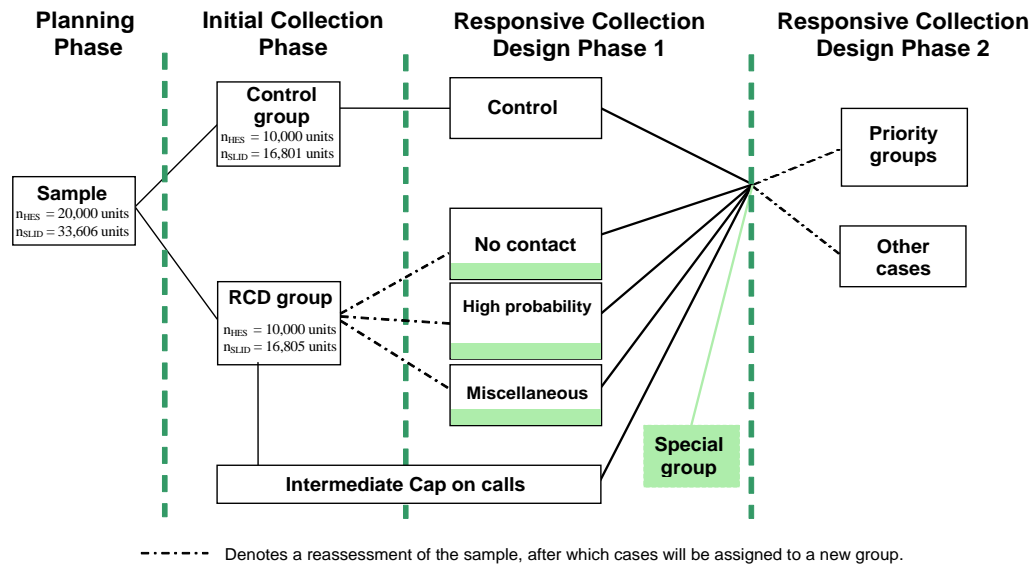 Planning
Phase
Initial Collection
Phase
Responsive Collection
Design Phase 1
Responsive Collection
Design Phase 2
Sample
nHES = 20,000 units
nSLID = 33,606 units
Control
group
nHES = 10,000 units
nSLID = 16,801 units
RCD group
nHES = 10,000 units
nSLID = 16,805 units
Control
No contact
High probability
Miscellaneous
Intermediate Cap on calls
Special
group
Priority
groups
Other
cases
Denotes a reassessment of the sample, after which cases will be assigned to a new group.